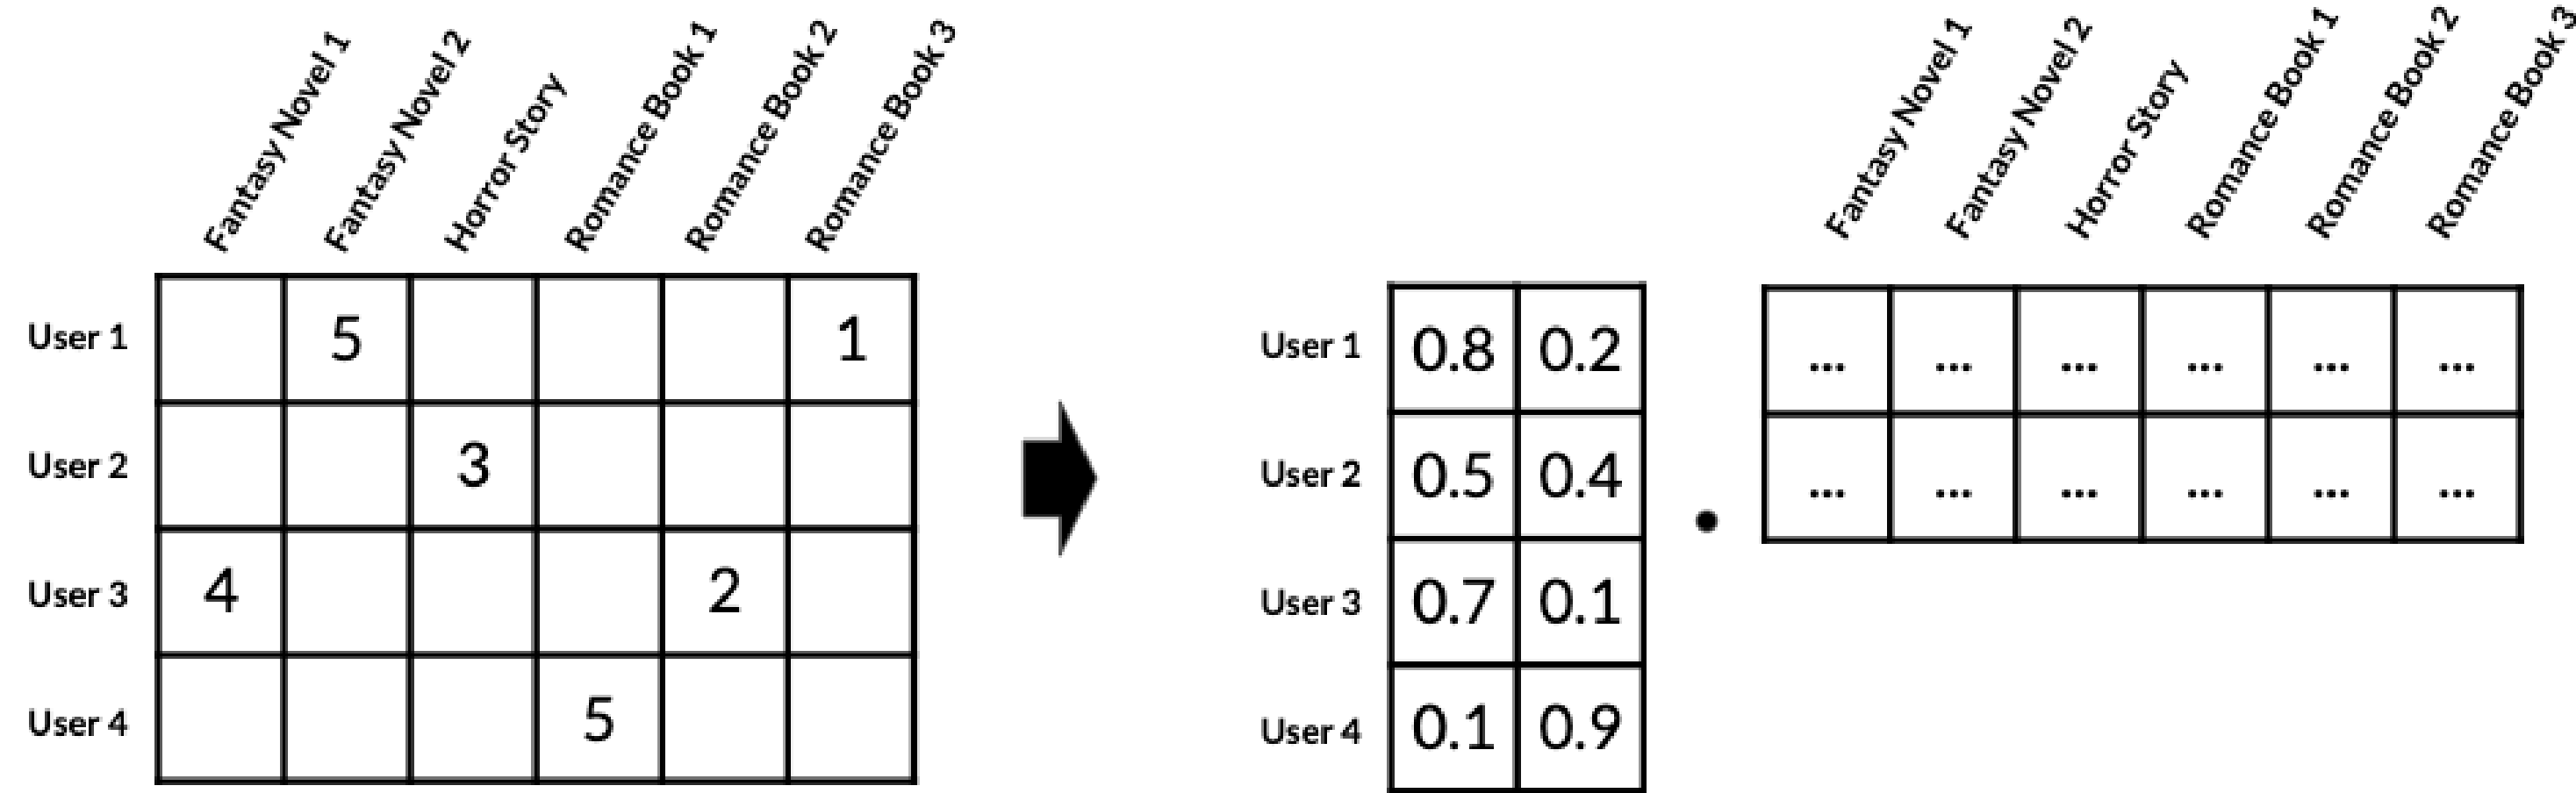 Fantasy Novel 1
Fantasy Novel 2
Horror Story
Romance Book 1
Romance Book 2
Romance Book 3
User 1 5 1
User 2 3
User 3 4 2
User 4 5
Fantasy Novel 1
Fantasy Novel 2
Horror Story
Romance Book 1
Romance Book 2
Romance Book 3
User 1 0.8 0.2
User 2 0.5 0.4
User 3 0.7 0.1
User 4 0.1 0.9
.
... ... ... ... ... ...
... ... ... ... ... ...